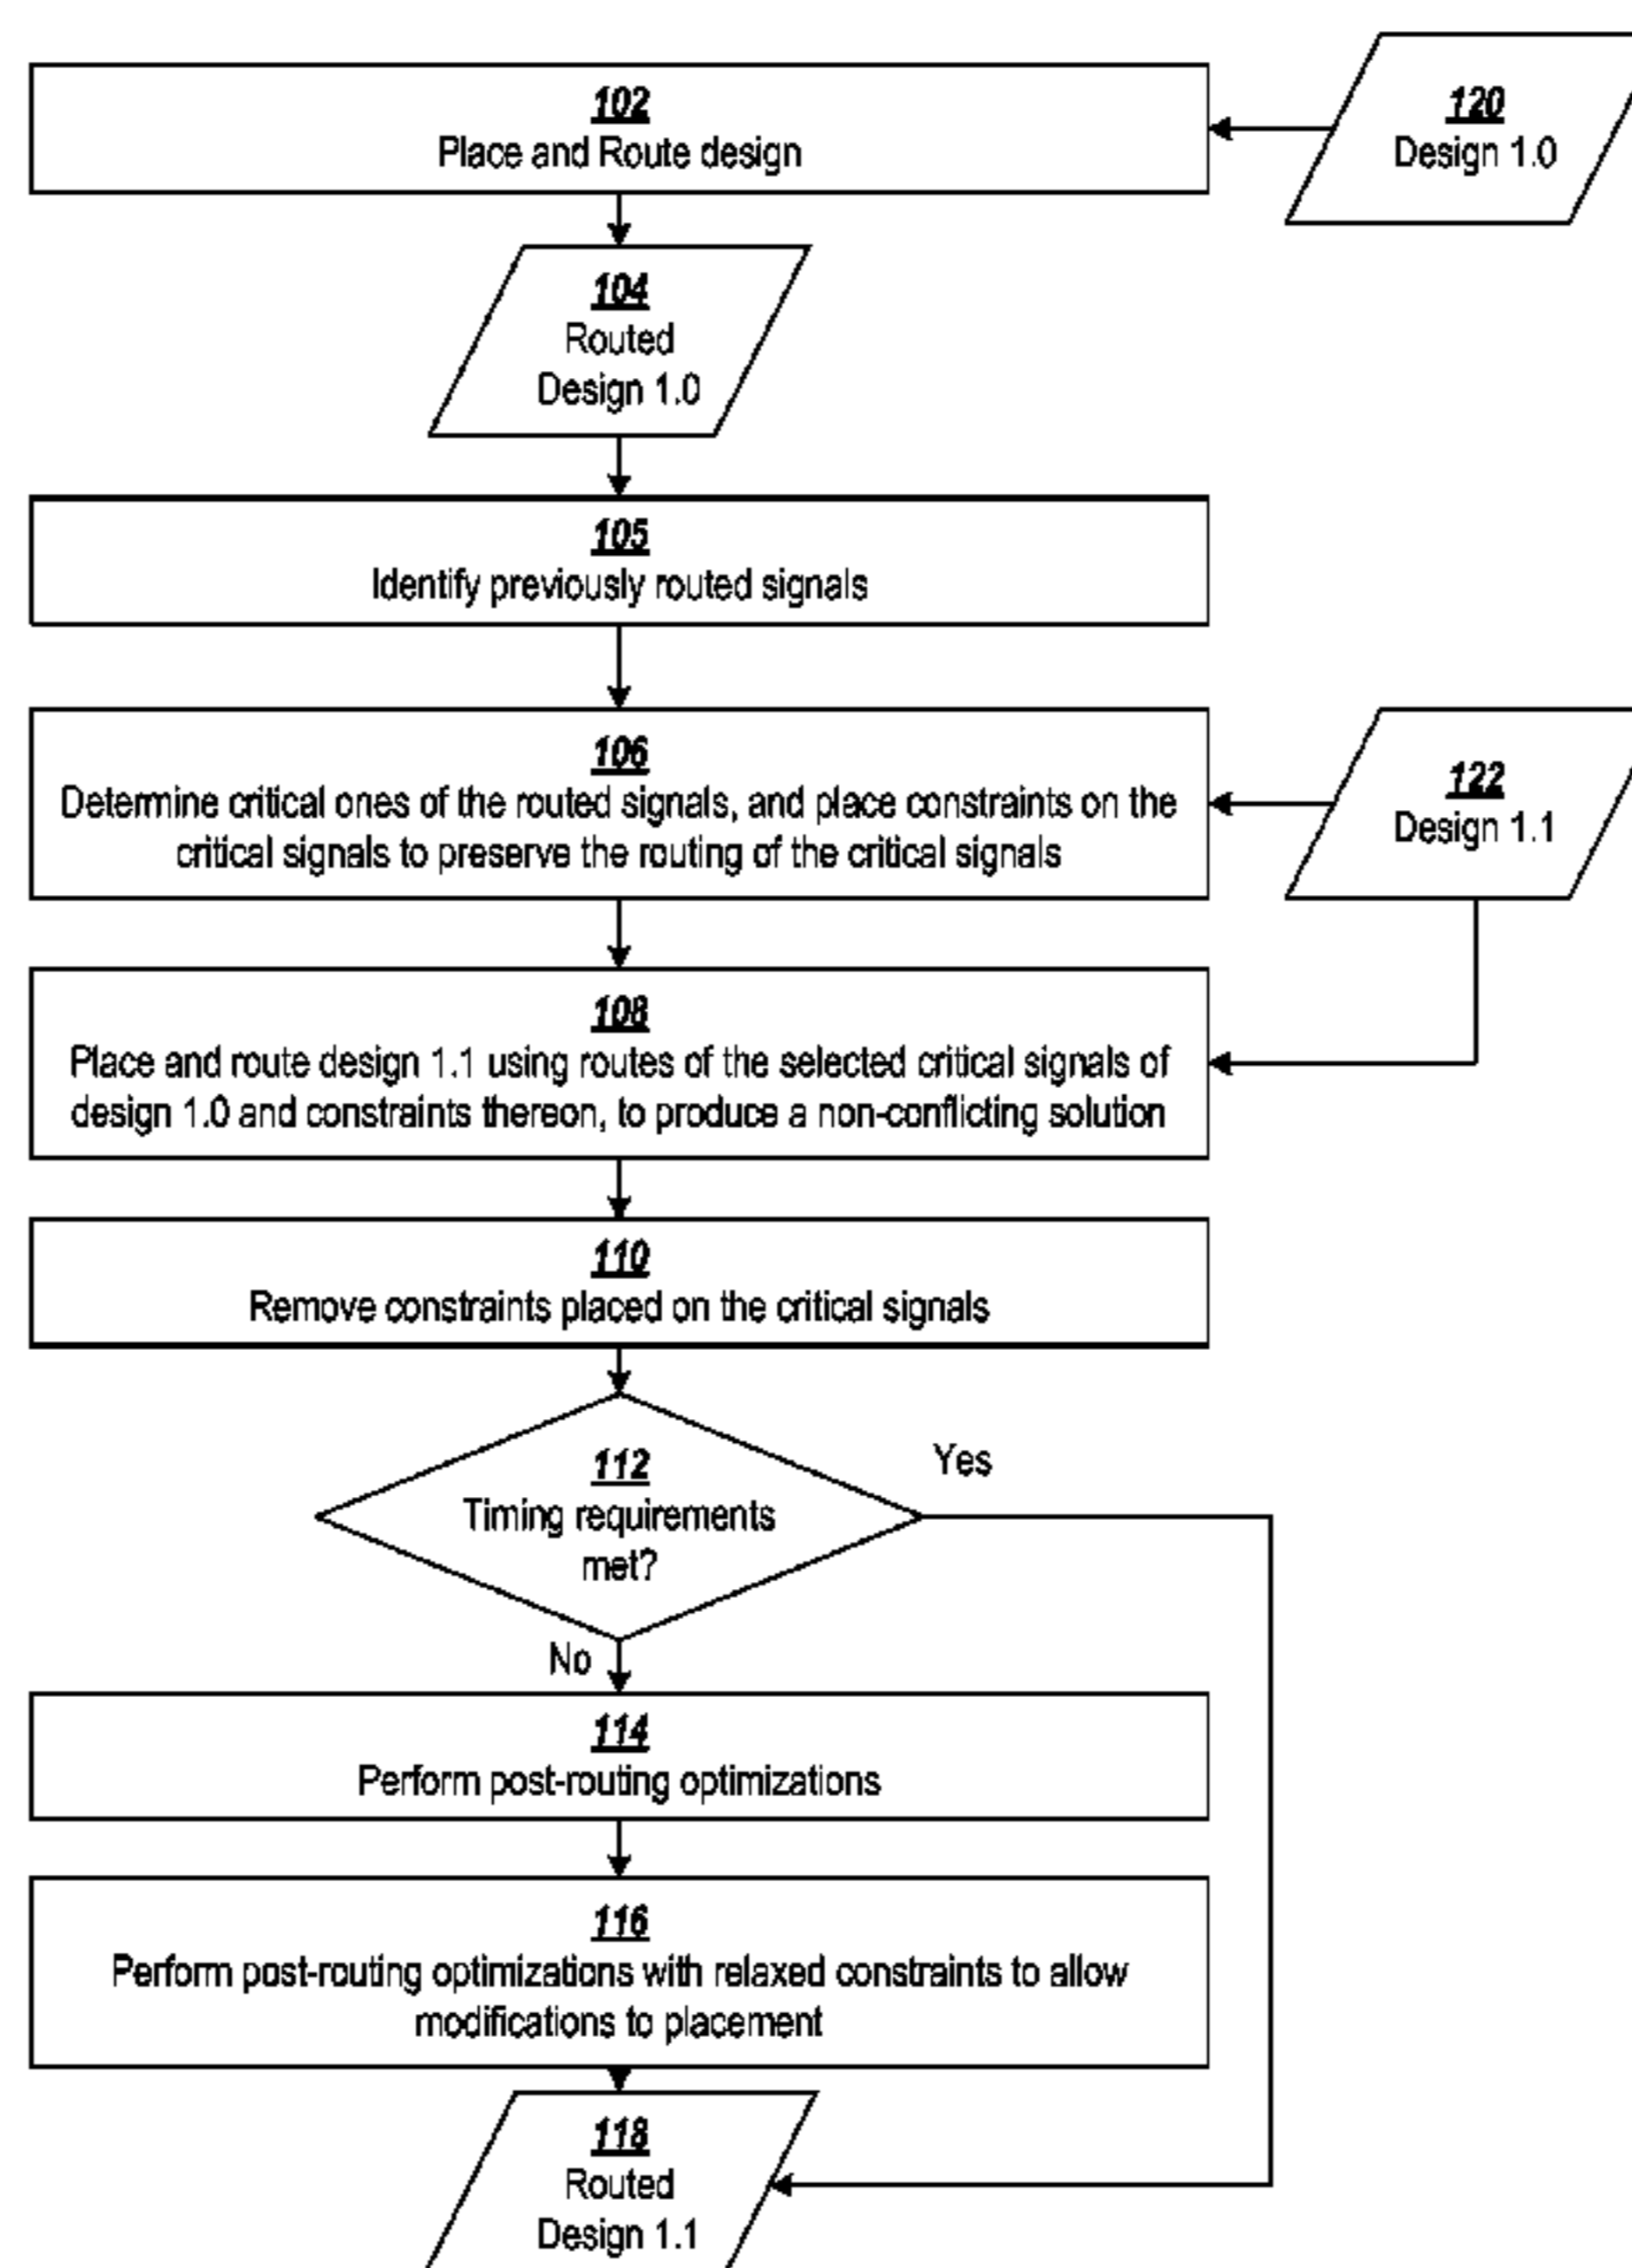 102
Place and Route design
120
Design 1.0
104
Routed
Design 1.0
105
Identify previously routed signals
106
Determine critical ones of the routed signals, and place constraints on the
critical signals to preserve the routing of the critical signals
122
Design 1.1
108
Place and route design 1.1 using routes of the selected critical signals of
design 1.0 and constraints thereon, to produce a non-conflicting solution
110
Remove constraints placed on the critical signals
112
Timing requirements
met?
Yes
No
114
Perform post-routing optimizations
116
Perform post-routing optimizations with relaxed constraints to allow
modifications to placement
118
Routed
Design 1.1